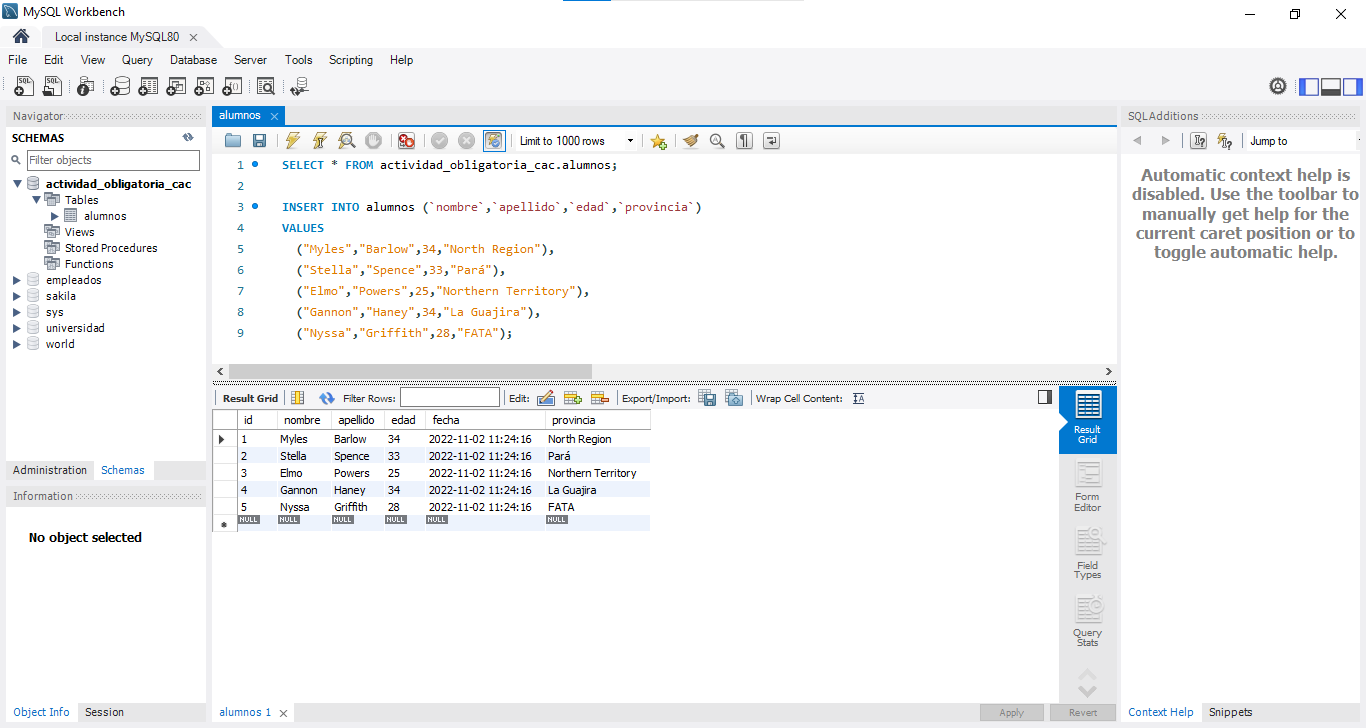 MySQL Workbench
Local instance MySQL80
File Edit View Query Database Server Tools Scripting Help
Navigator
SCHEMAS
Filter objects
actividad_obligatoria_cac
Tables
alumnos
Views
Stored Procedures
Functions
empleados
sakila
sys
universidad
world
Administration Schemas
Information
No object selected
Object Info Session
alumnos
Limit to 1000 rows
1 SELECT * FROM actividad_obligatoria_cac.alumnos;
2
3 INSERT INTO alumnos (`nombre`,`apellido`,`edad`,`provincia`)
4 VALUES
5 ("Myles","Barlow",34,"North Region"),
6 ("Stella","Spence",33,"Pará"),
7 ("Elmo","Powers",25,"Northern Territory"),
8 ("Gannon","Haney",34,"La Guajira"),
9 ("Nyssa","Griffith",28,"FATA");
Result Grid Filter Rows: Edit: Export/Import: Wrap Cell Content:
id nombre apellido edad fecha provincia
1 Myles Barlow 34 2022-11-02 11:24:16 North Region
2 Stella Spence 33 2022-11-02 11:24:16 Pará
3 Elmo Powers 25 2022-11-02 11:24:16 Northern Territory
4 Gannon Haney 34 2022-11-02 11:24:16 La Guajira
5 Nyssa Griffith 28 2022-11-02 11:24:16 FATA
NULL NULL NULL NULL NULL NULL
Result
Grid
Form
Editor
Field
Types
Query
Stats
alumnos 1
Apply Revert
SQLAdditions
Jump to
Automatic context help is
disabled. Use the toolbar to
manually get help for the
current caret position or to
toggle automatic help.
Context Help Snippets